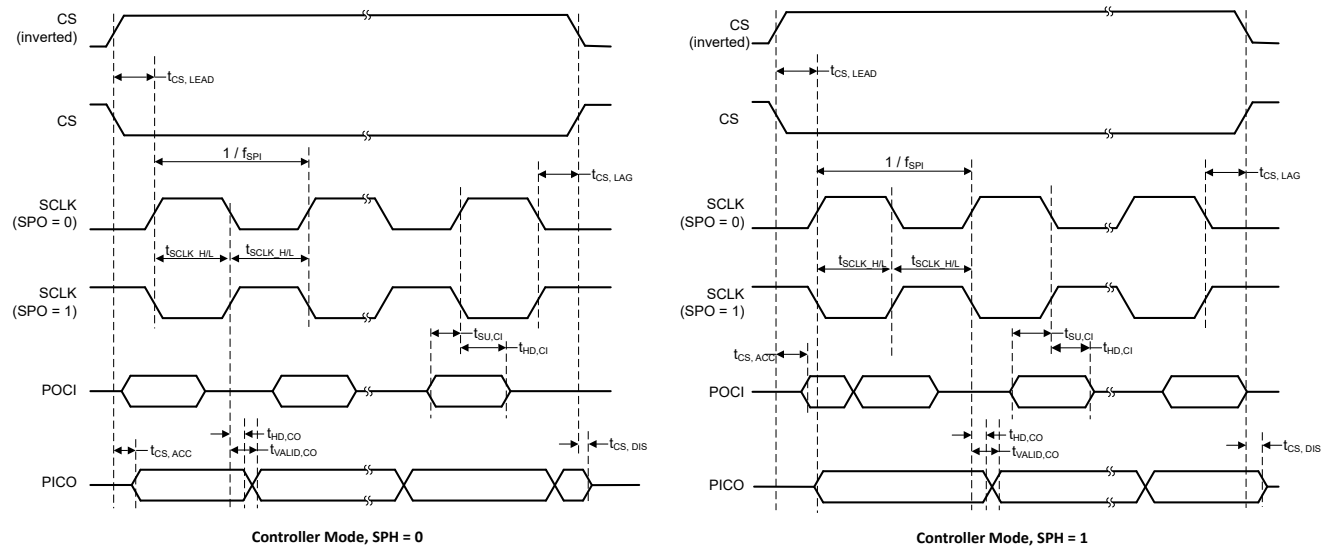 CS
(inverted)
tCS, LEAD
CS
1 / fSPI
tCS, LAG
SCLK
(SPO = 0)
tSCLK_H/L
tSCLK_H/L
SCLK
(SPO = 1)
tSU,CI
tHD,CI
POCI
tHD,CO
tCS, ACC
tVALID,CO
tCS, DIS
PICO
Controller Mode, SPH = 0
CS
(inverted)
tCS, LEAD
CS
1 / fSPI
tCS, LAG
SCLK
(SPO = 0)
tSCLK_H/L
tSCLK_H/L
SCLK
(SPO = 1)
tSU,CI
tCS, ACC
tHD,CI
POCI
tHD,CO
tVALID,CO
tCS, DIS
PICO
Controller Mode, SPH = 1